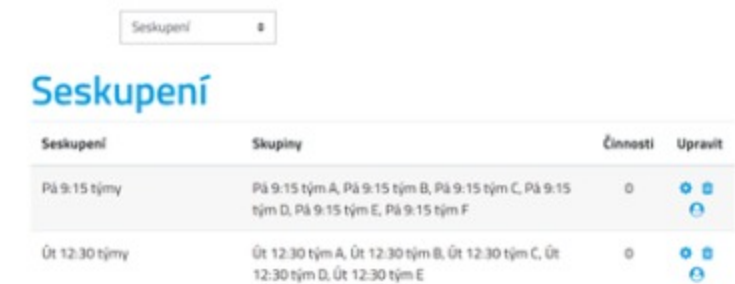 Seskupení
Seskupení
Seskupení Skupiny Činnosti Upravit
Pá 9:15 týmy Pá 9:15 tým A, Pá 9:15 tým B, Pá 9:15 tým C, Pá 9:15 0
tým D, Pá 9:15 tým E, Pá 9:15 tým F
Út 12:30 týmy Út 12:30 tým A, Út 12:30 tým B, Út 12:30 tým C, Út 0
12:30 tým D, Út 12:30 tým E